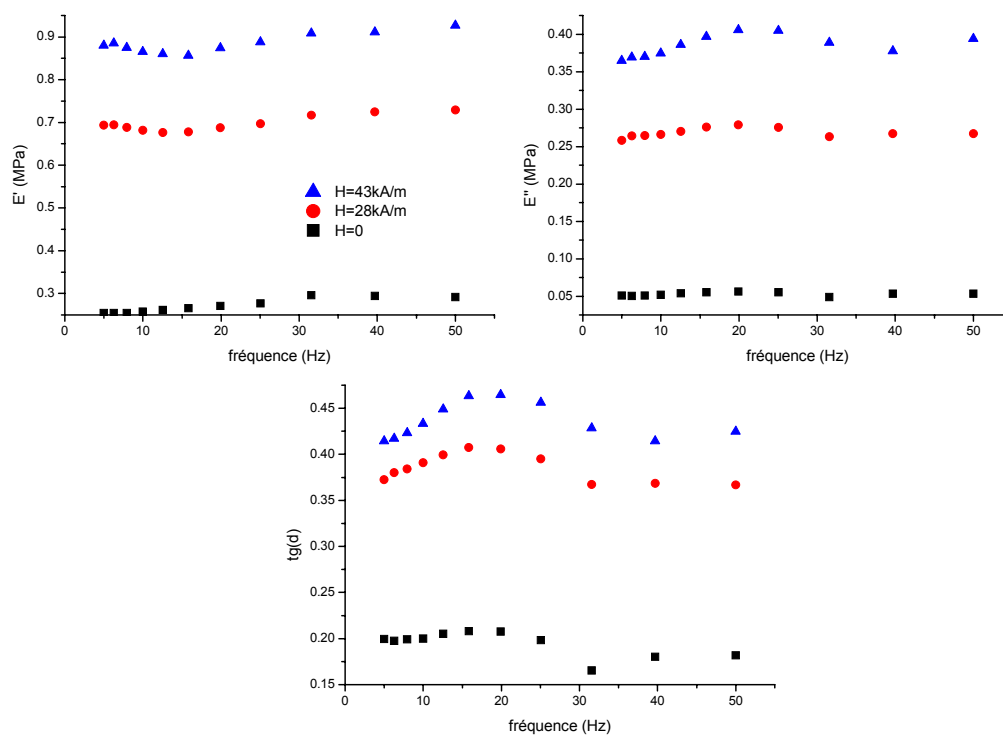 E' (MPa)
0.9
0.8
0.7
0.6
0.5
0.4
0.3
H=43kA/m
H=28kA/m
H=0
0 10 20 30 40 50
fréquence (Hz)
E'' (MPa)
0.40
0.35
0.30
0.25
0.20
0.15
0.10
0.05
0 10 20 30 40 50
fréquence (Hz)
tg(d)
0.45
0.40
0.35
0.30
0.25
0.20
0.15
0 10 20 30 40 50
fréquence (Hz)